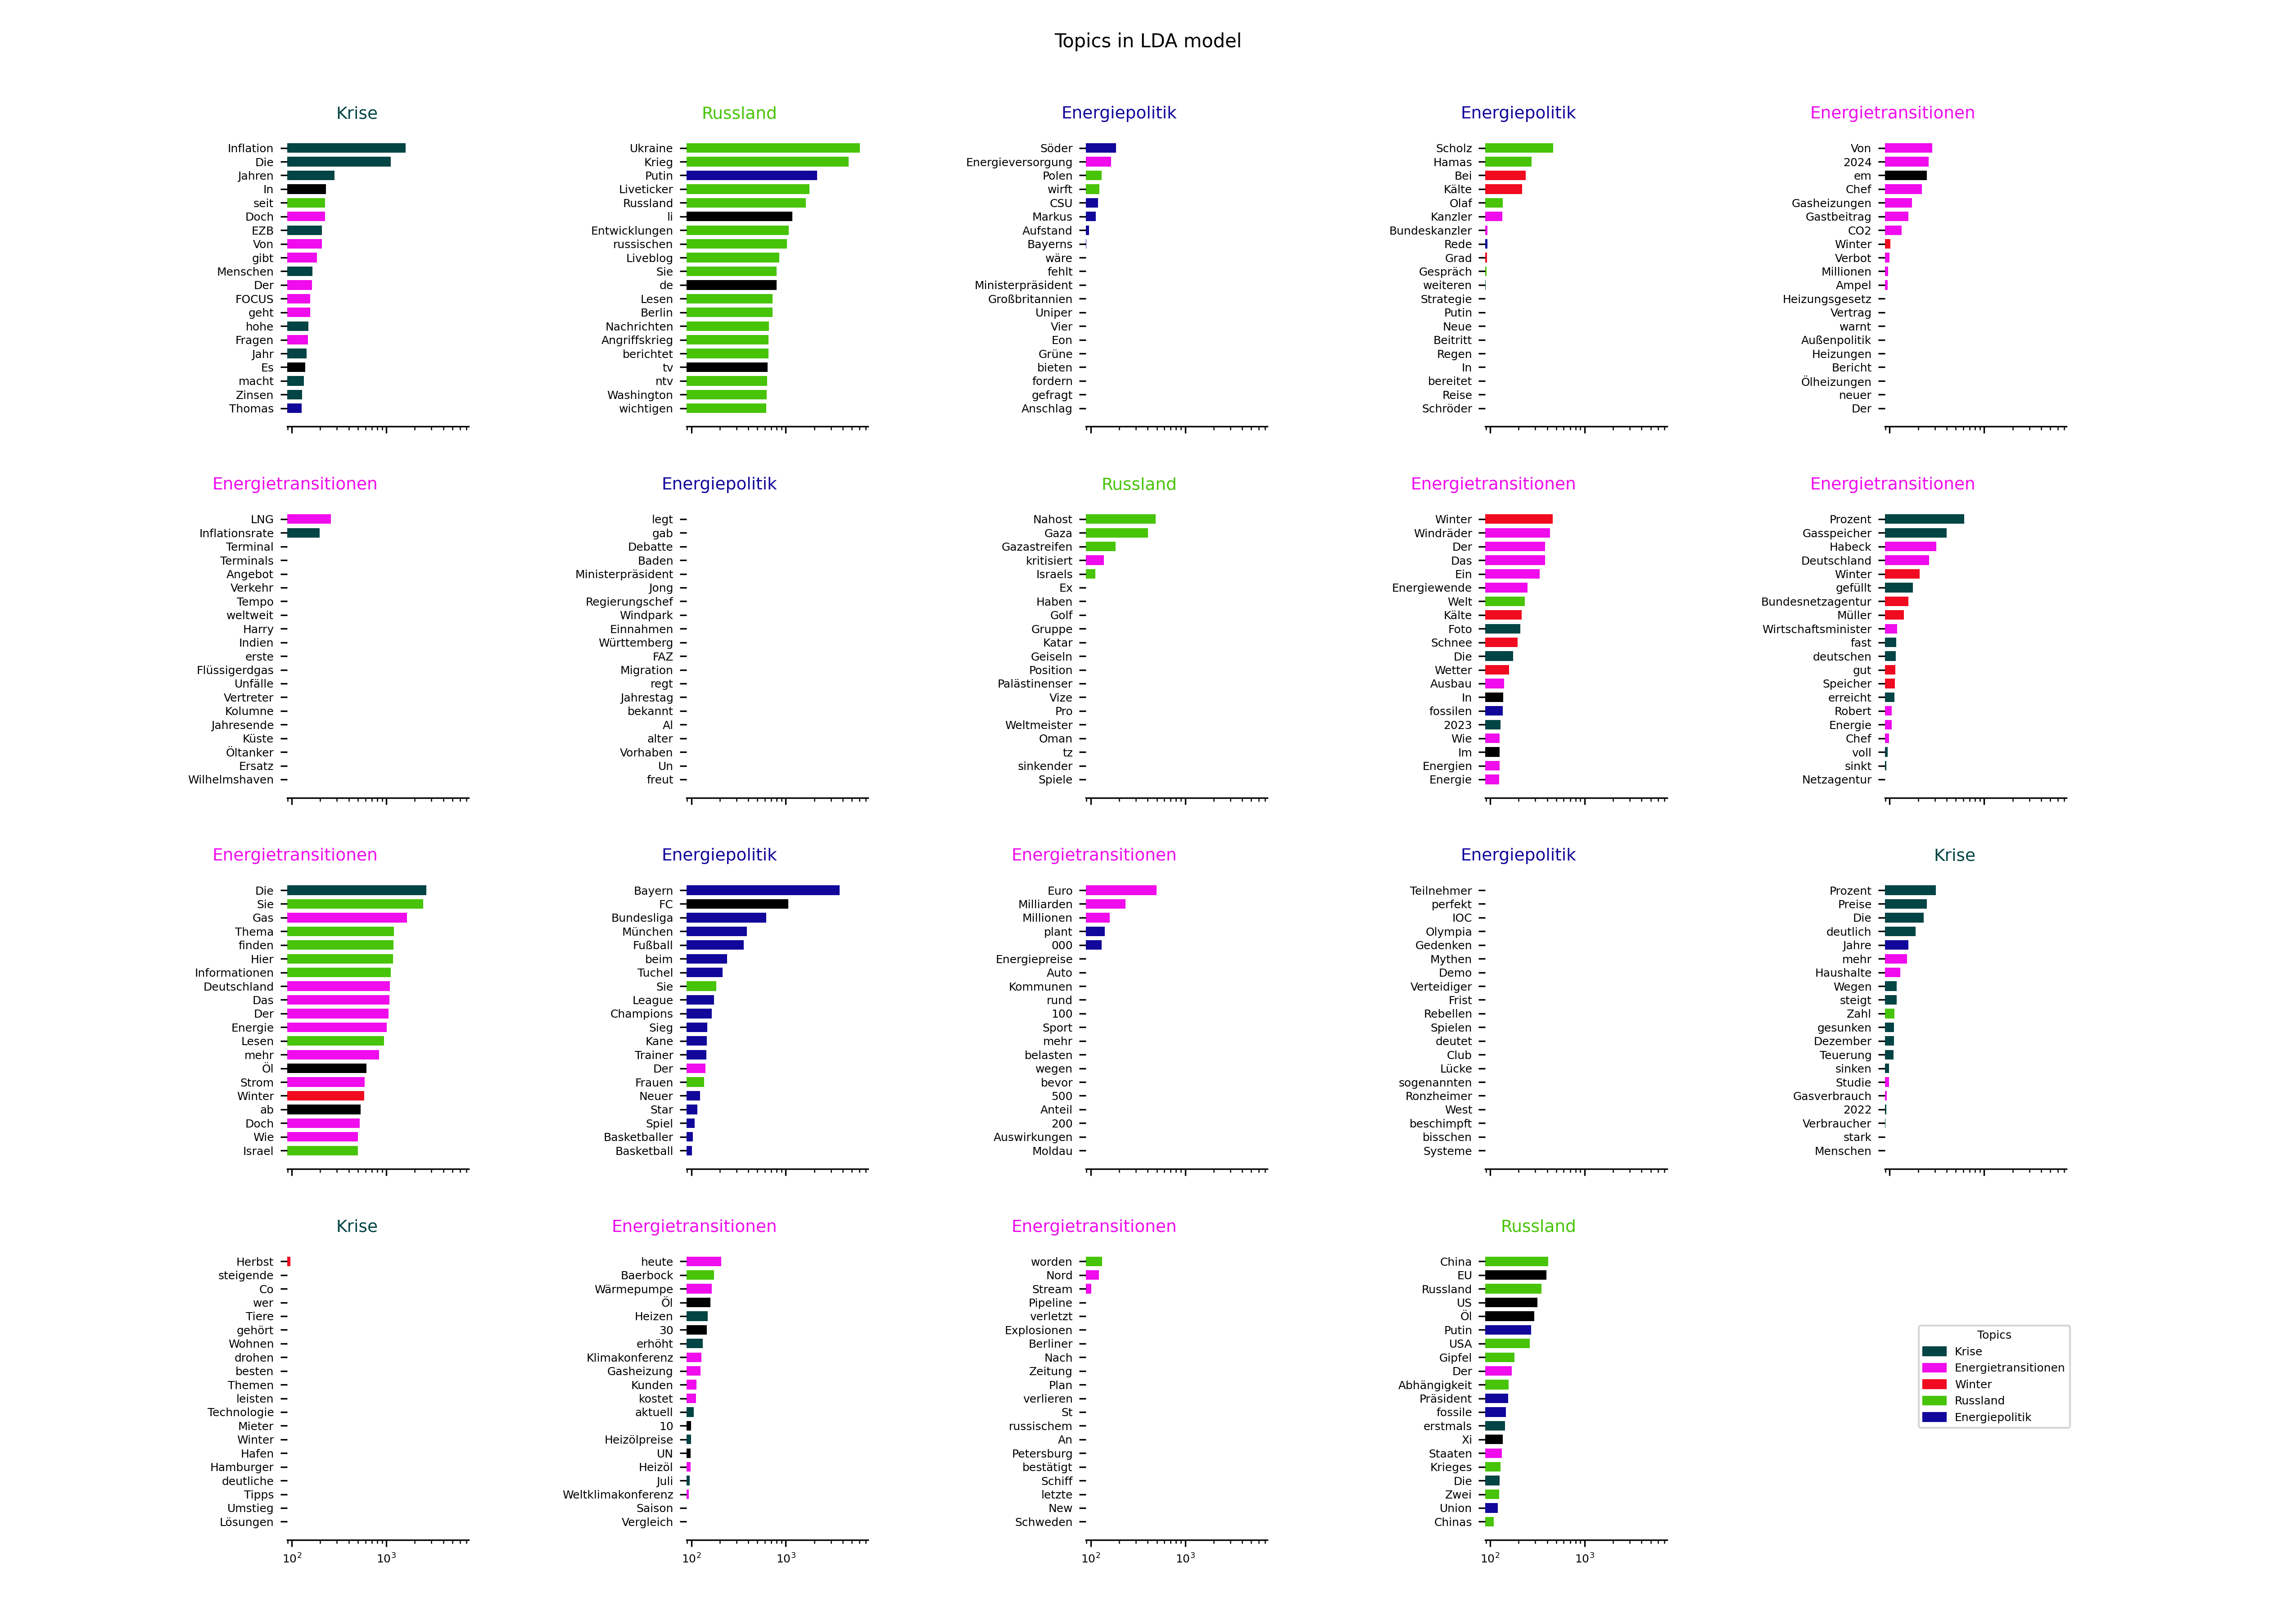 Topics in LDA model
Krise
Inflation
Die
Jahren
In
seit
Doch
EZB
Von
gibt
Menschen
Der
FOCUS
geht
hohe
Fragen
Jahr
Es
macht
Zinsen
Thomas
Russland
Ukraine
Krieg
Putin
Liveticker
Russland
li
Entwicklungen
russischen
Liveblog
Sie
de
Lesen
Berlin
Nachrichten
Angriffskrieg
berichtet
tv
ntv
Washington
wichtigen
Energiepolitik
Söder
Energieversorgung
Polen
wirft
CSU
Markus
Aufstand
Bayerns
wäre
fehlt
Ministerpräsident
Großbritannien
Uniper
Vier
Eon
Grüne
bieten
fordern
gefragt
Anschlag
Energiepolitik
Scholz
Hamas
Bei
Kälte
Olaf
Kanzler
Bundeskanzler
Rede
Grad
Gespräch
weiteren
Strategie
Putin
Neue
Beitritt
Regen
In
bereitet
Reise
Schröder
Energietransitionen
Von
2024
em
Chef
Gasheizungen
Gastbeitrag
CO2
Winter
Verbot
Millionen
Ampel
Heizungsgesetz
Vertrag
warnt
Außenpolitik
Heizungen
Bericht
Ölheizungen
neuer
Der
Energietransitionen
LNG
Inflationsrate
Terminal
Terminals
Angebot
Verkehr
Tempo
weltweit
Harry
Indien
erste
Flüssigerdgas
Unfälle
Vertreter
Kolumne
Jahresende
Küste
Öltanker
Ersatz
Wilhelmshaven
Energiepolitik
legt
gab
Debatte
Baden
Ministerpräsident
Jong
Regierungschef
Windpark
Einnahmen
Württemberg
FAZ
Migration
regt
Jahrestag
bekannt
Al
alter
Vorhaben
Un
freut
Russland
Nahost
Gaza
Gazastreifen
kritisiert
Israels
Ex
Haben
Golf
Gruppe
Katar
Geiseln
Position
Palästinenser
Vize
Pro
Weltmeister
Oman
tz
sinkender
Spiele
Energietransitionen
Winter
Windräder
Der
Das
Ein
Energiewende
Welt
Kälte
Foto
Schnee
Die
Wetter
Ausbau
In
fossilen
2023
Wie
Im
Energien
Energie
Energietransitionen
Prozent
Gasspeicher
Habeck
Deutschland
Winter
gefüllt
Bundesnetzagentur
Müller
Wirtschaftsminister
fast
deutschen
gut
Speicher
erreicht
Robert
Energie
Chef
voll
sinkt
Netzagentur
Energietransitionen
Die
Sie
Gas
Thema
finden
Hier
Informationen
Deutschland
Das
Der
Energie
Lesen
mehr
Öl
Strom
Winter
ab
Doch
Wie
Israel
Energiepolitik
Bayern
FC
Bundesliga
München
Fußball
beim
Tuchel
Sie
League
Champions
Sieg
Kane
Trainer
Der
Frauen
Neuer
Star
Spiel
Basketballer
Basketball
Energietransitionen
Euro
Milliarden
Millionen
plant
000
Energiepreise
Auto
Kommunen
rund
100
Sport
mehr
belasten
wegen
bevor
500
Anteil
200
Auswirkungen
Moldau
Energiepolitik
Teilnehmer
perfekt
IOC
Olympia
Gedenken
Mythen
Demo
Verteidiger
Frist
Rebellen
Spielen
deutet
Club
Lücke
sogenannten
Ronzheimer
West
beschimpft
bisschen
Systeme
Krise
Prozent
Preise
Die
deutlich
Jahre
mehr
Haushalte
Wegen
steigt
Zahl
gesunken
Dezember
Teuerung
sinken
Studie
Gasverbrauch
2022
Verbraucher
stark
Menschen
Krise
Herbst
steigende
Co
wer
Tiere
gehört
Wohnen
drohen
besten
Themen
leisten
Technologie
Mieter
Winter
Hafen
Hamburger
deutliche
Tipps
Umstieg
Lösungen
10² 10³
Energietransitionen
heute
Baerbock
Wärmepumpe
Öl
Heizen
30
erhöht
Klimakonferenz
Gasheizung
Kunden
kostet
aktuell
10
Heizölpreise
UN
Heizöl
Juli
Weltklimakonferenz
Saison
Vergleich
10² 10³
Energietransitionen
worden
Nord
Stream
Pipeline
verletzt
Explosionen
Berliner
Nach
Zeitung
Plan
verlieren
St
russischem
An
Petersburg
bestätigt
Schiff
letzte
New
Schweden
10² 10³
Russland
China
EU
Russland
US
Öl
Putin
USA
Gipfel
Der
Abhängigkeit
Präsident
fossile
erstmals
Xi
Staaten
Krieges
Die
Zwei
Union
Chinas
10² 10³
Topics
Krise
Energietransitionen
Winter
Russland
Energiepolitik